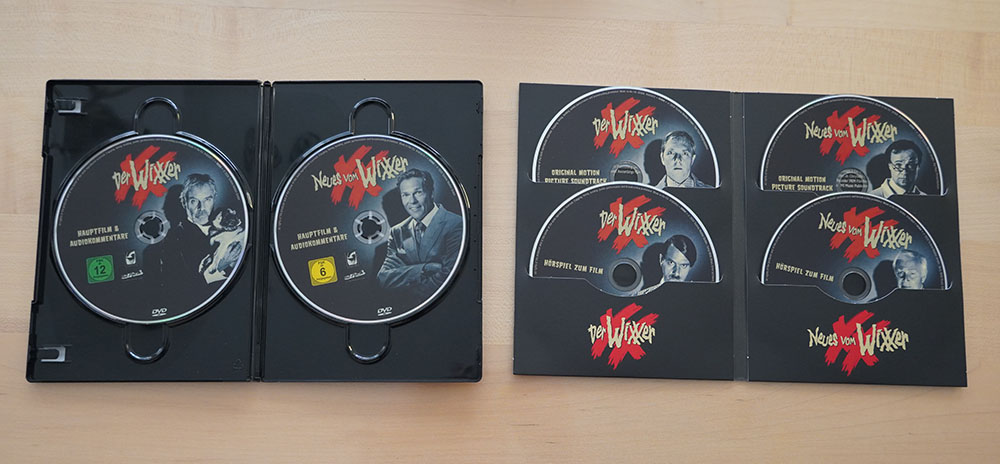 Der Wixxer
HAUPTFILM &
AUDIOKOMMENTARE
12
DVD
Neues vom Wixxer
HAUPTFILM &
AUDIOKOMMENTARE
6
DVD
Der Wixxer
ORIGINAL MOTION
PICTURE SOUNDTRACK
Der Wixxer
HÖRSPIEL ZUM FILM
Der Wixxer
Neues vom Wixxer
ORIGINAL MOTION
PICTURE SOUNDTRACK
Neues vom Wixxer
HÖRSPIEL ZUM FILM
Neues vom Wixxer